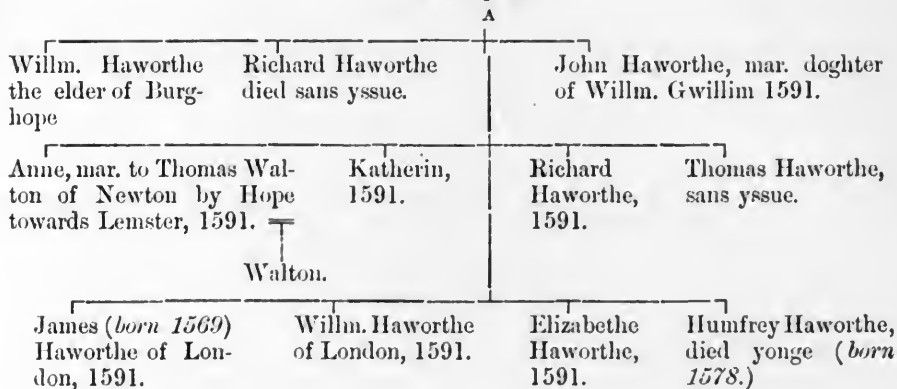 A
Willm. Haworthe
the elder of Burg-
hope
Richard Haworthe
died sans yssue.
John Haworthe, mar. doghter
of Willm. Gwillim 1591.
Anne, mar. to Thomas Wal-
ton of Newton by Hope
towards Lemster, 1591.
Walton.
Katherin,
1591.
Richard
Haworthe,
1591.
Thomas Haworthe,
sans yssue.
James (born 1569)
Haworthe of Lon-
don, 1591.
Willm. Haworthe
of London, 1591.
Elizabethe
Haworthe,
1591.
Humfrey Haworthe,
died yonge (born
1578.)